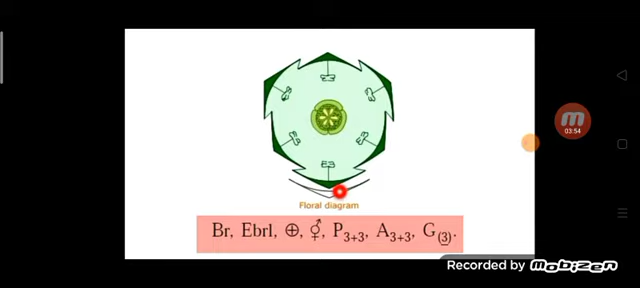 03:54
Floral diagram
Br, Ebrl, ⊕, ⚥, P3+3, A3+3, G(3).
Recorded by mobizen